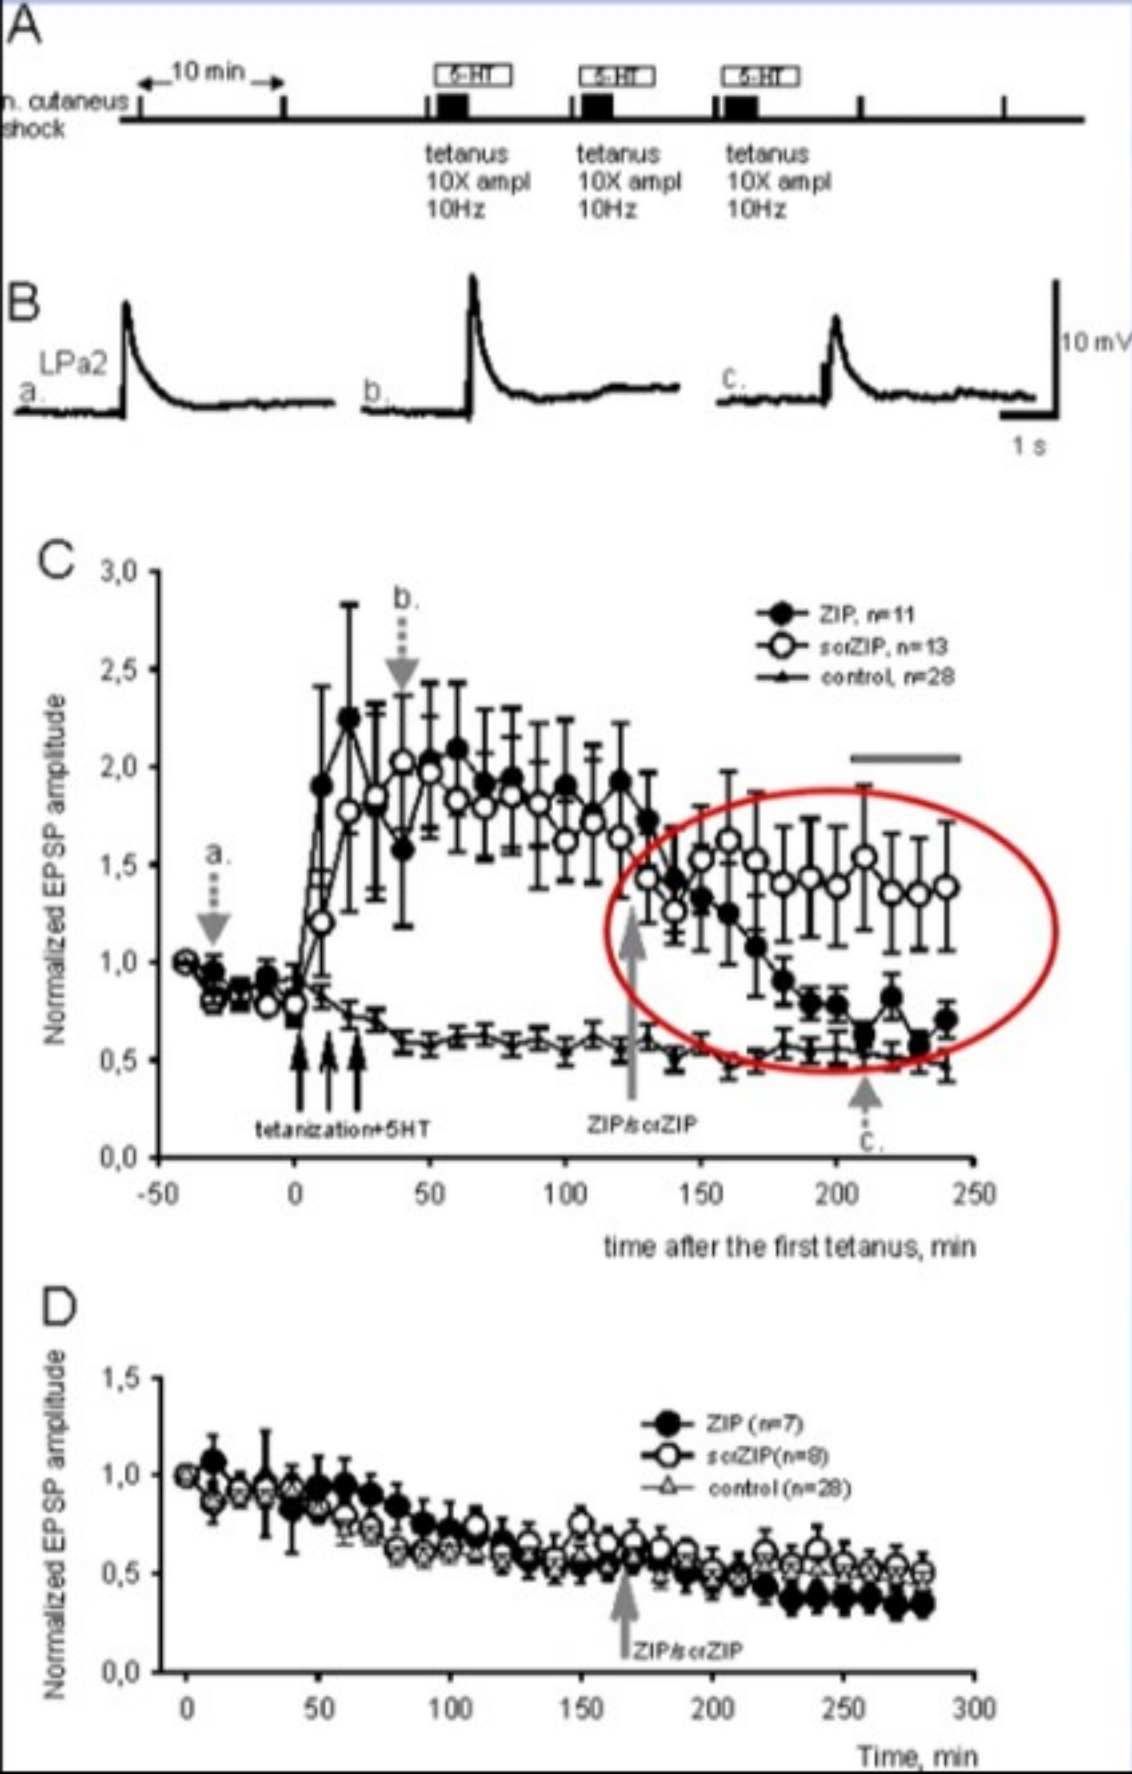 A
10 min
5-HT
5-HT
5-HT
n. cutaneus
shock
tetanus
10X ampl
10Hz
tetanus
10X ampl
10Hz
tetanus
10X ampl
10Hz
B
LPa2
a.
b.
c.
10 mV
1 s
C
Normalized EPSP amplitude
3,0
2,5
2,0
1,5
1,0
0,5
0,0
a.
b.
ZIP, n=11
scrZIP, n=13
control, n=28
tetanization+5HT
ZIP/scrZIP
c.
-50
0
50
100
150
200
250
time after the first tetanus, min
D
Normalized EPSP amplitude
1,5
1,0
0,5
0,0
ZIP (n=7)
scrZIP(n=8)
control (n=28)
ZIP/scrZIP
0
50
100
150
200
250
300
Time, min